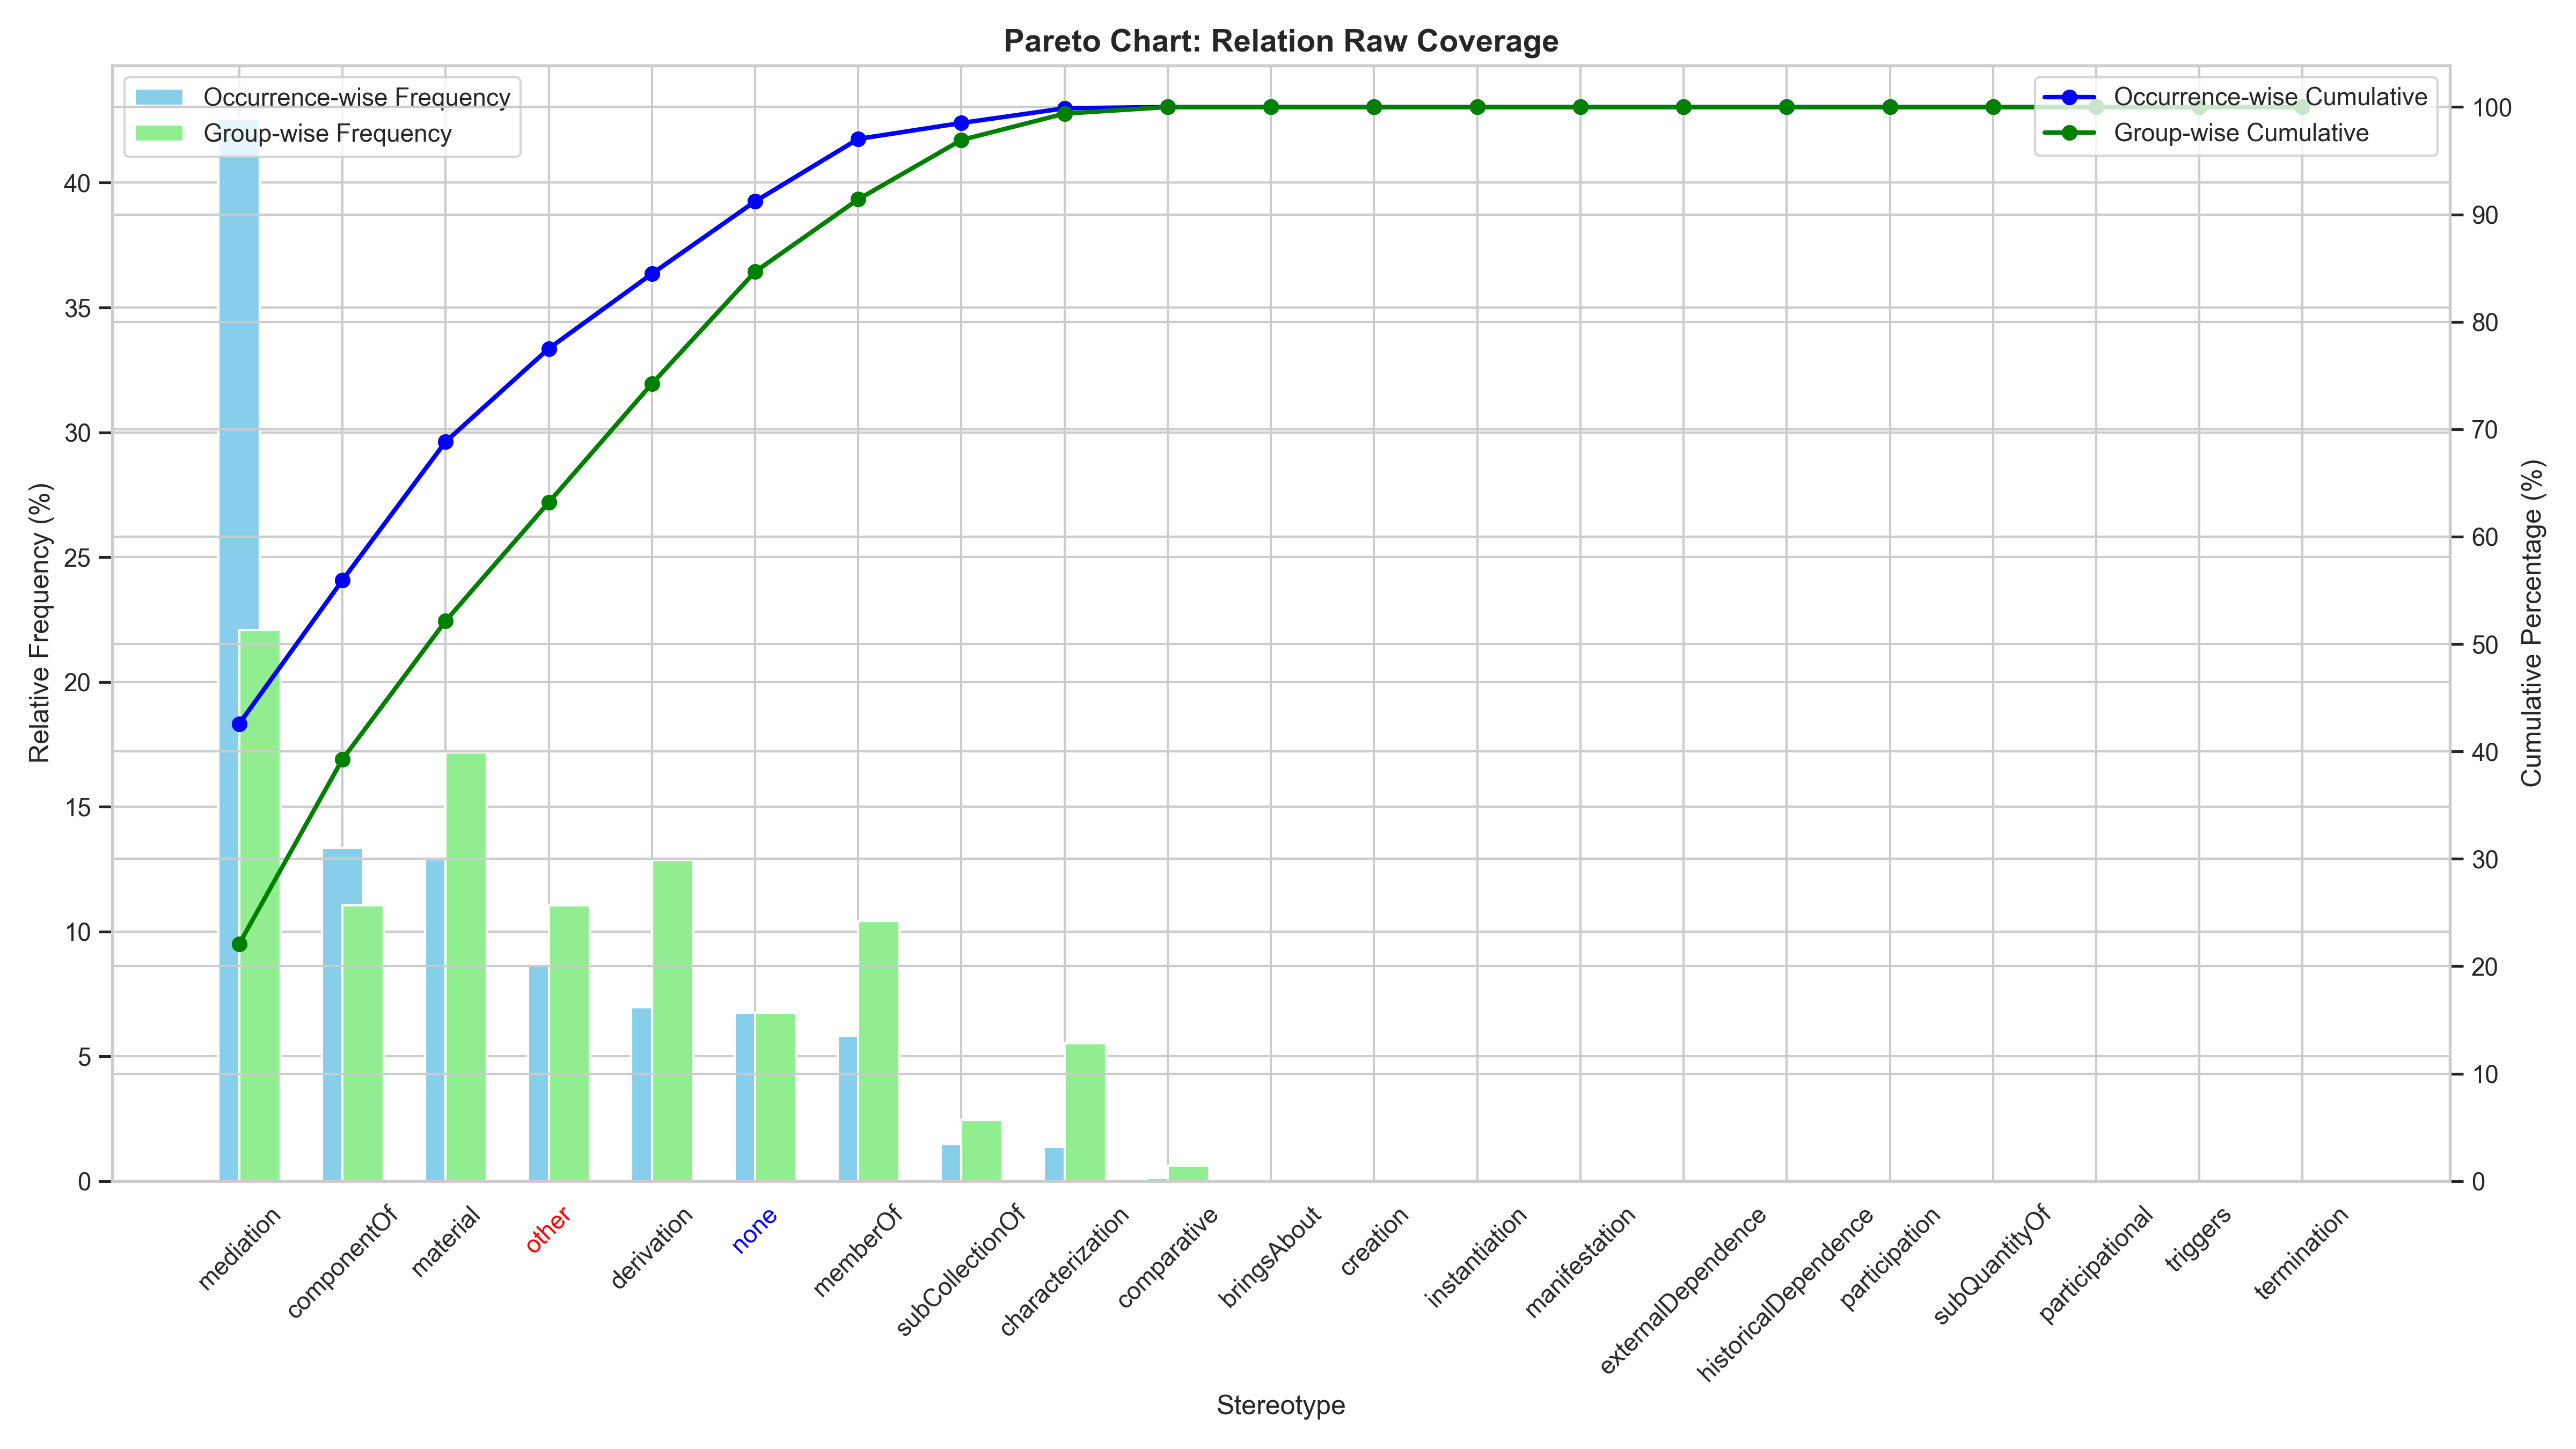 Pareto Chart: Relation Raw Coverage
Occurrence-wise Frequency
Group-wise Frequency
Occurrence-wise Cumulative
Group-wise Cumulative
Relative Frequency (%)
40
35
30
25
20
15
10
5
0
Cumulative Percentage (%)
100
90
80
70
60
50
40
30
20
10
0
mediation
componentOf
material
other
derivation
none
memberOf
subCollectionOf
characterization
comparative
bringsAbout
creation
instantiation
manifestation
externalDependence
historicalDependence
participation
subQuantityOf
participational
triggers
termination
Stereotype